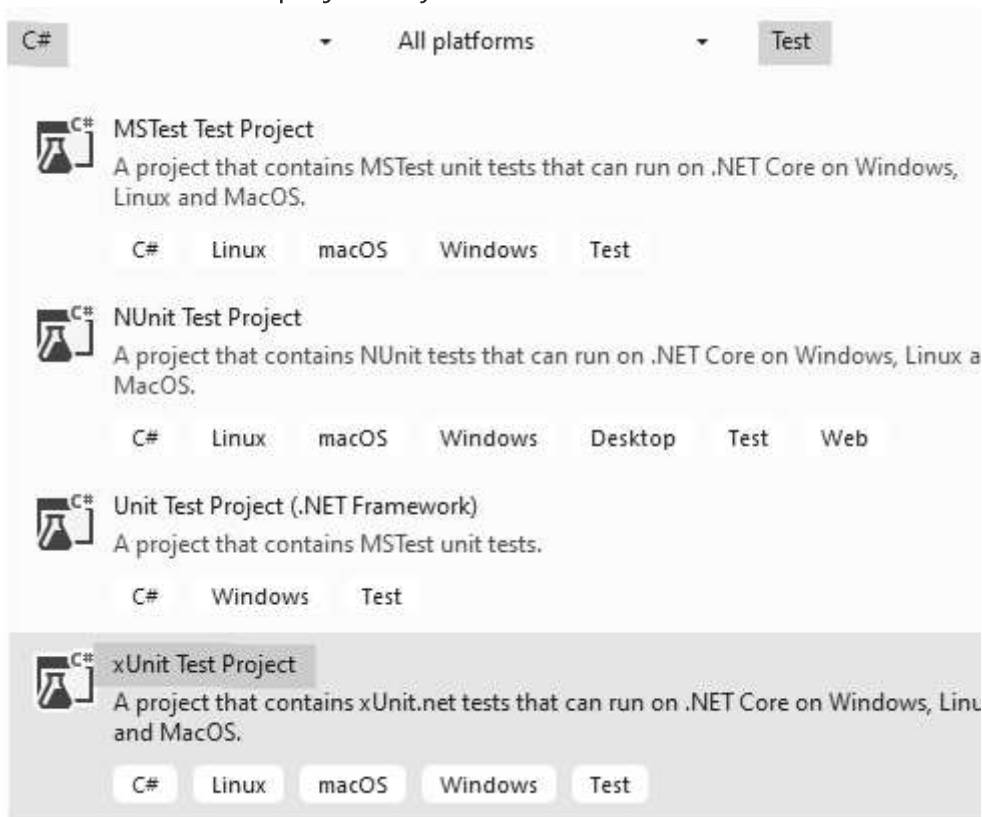 C# All platforms Test
C#
MSTest Test Project
A project that contains MSTest unit tests that can run on .NET Core on Windows,
Linux and MacOS.
C# Linux macOS Windows Test
C#
NUnit Test Project
A project that contains NUnit tests that can run on .NET Core on Windows, Linux a
MacOS.
C# Linux macOS Windows Desktop Test Web
C#
Unit Test Project (.NET Framework)
A project that contains MSTest unit tests.
C# Windows Test
C#
xUnit Test Project
A project that contains xUnit.net tests that can run on .NET Core on Windows, Linu
and MacOS.
C# Linux macOS Windows Test